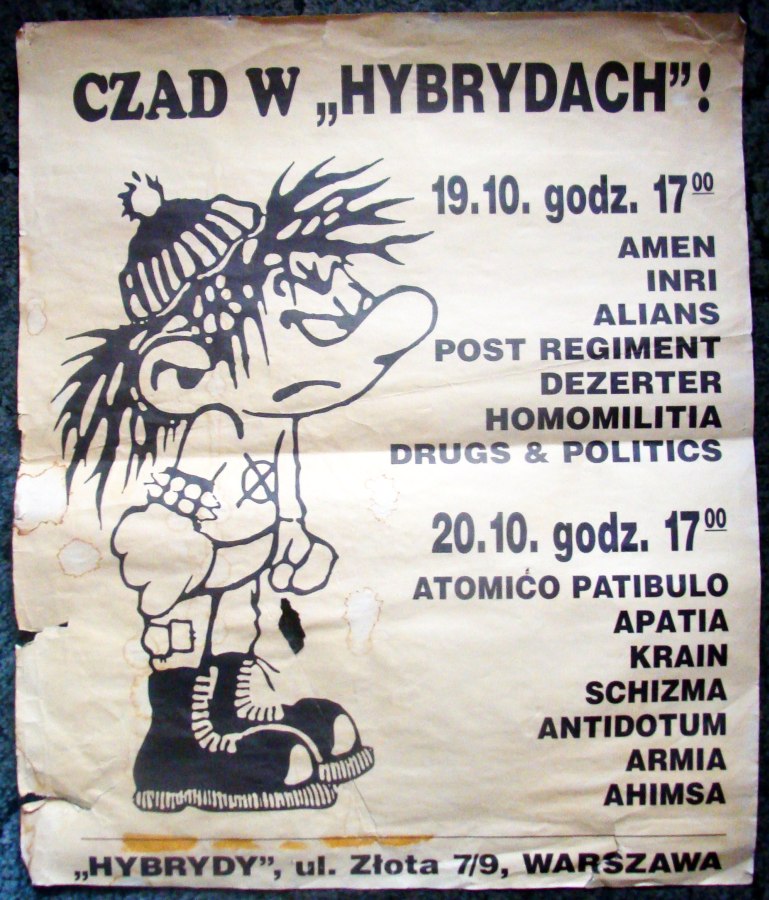 CZAD W „HYBRYDACH”!
19.10. godz. 17⁰⁰
AMEN
INRI
ALIANS
POST REGIMENT
DEZERTER
HOMOMILITIA
DRUGS & POLITICS
20.10. godz. 17⁰⁰
ATOMIĆO PATIBULO
APATIA
KRAIN
SCHIZMA
ANTIDOTUM
ARMIA
AHIMSA
„HYBRYDY”, ul. Złota 7/9, WARSZAWA